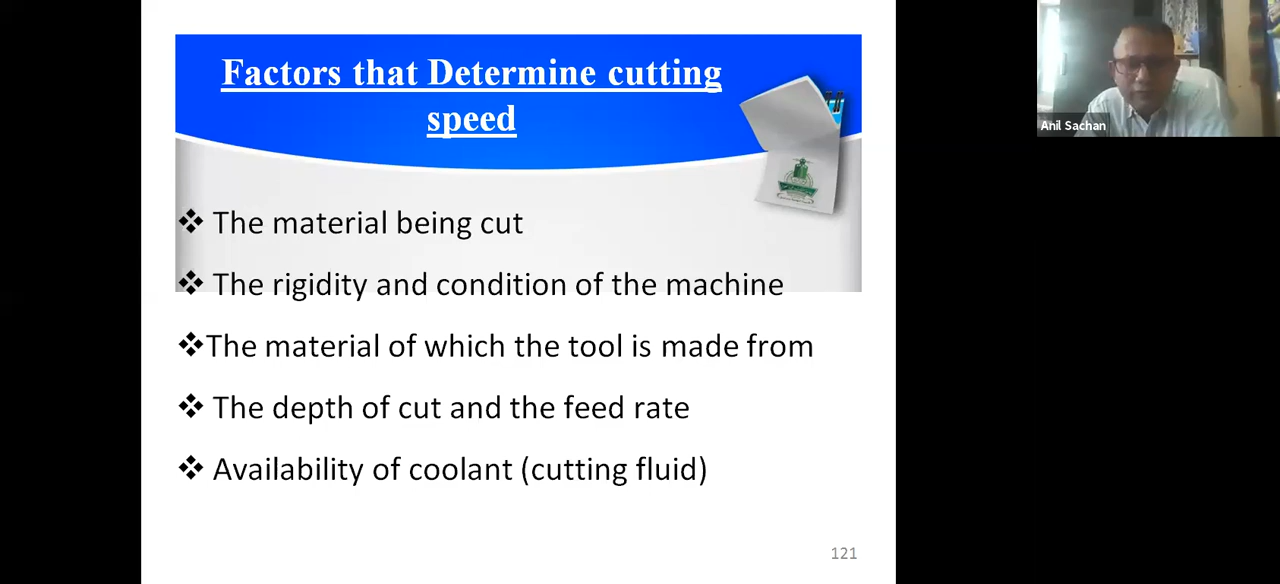 Factors that Determine cutting
speed
❖ The material being cut
❖ The rigidity and condition of the machine
❖The material of which the tool is made from
❖ The depth of cut and the feed rate
❖ Availability of coolant (cutting fluid)
121
Anil Sachan